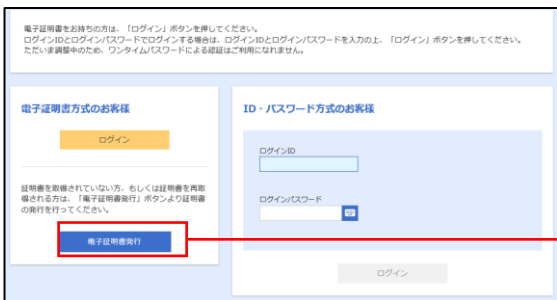 電子証明書をお持ちの方は、「ログイン」ボタンを押してください。
ログインIDとログインパスワードでログインする場合は、ログインIDとログインパスワードを入力の上、「ログイン」ボタンを押してください。
ただいま調整中のため、ワンタイムパスワードによる認証はご利用になれません。
電子証明書方式のお客様
ログイン
証明書を取得されていない方、もしくは証明書を再取
得される方は、「電子証明書発行」ボタンより証明書
の発行を行ってください。
電子証明書発行
ID・パスワード方式のお客様
ログインID
ログインパスワード
ログイン